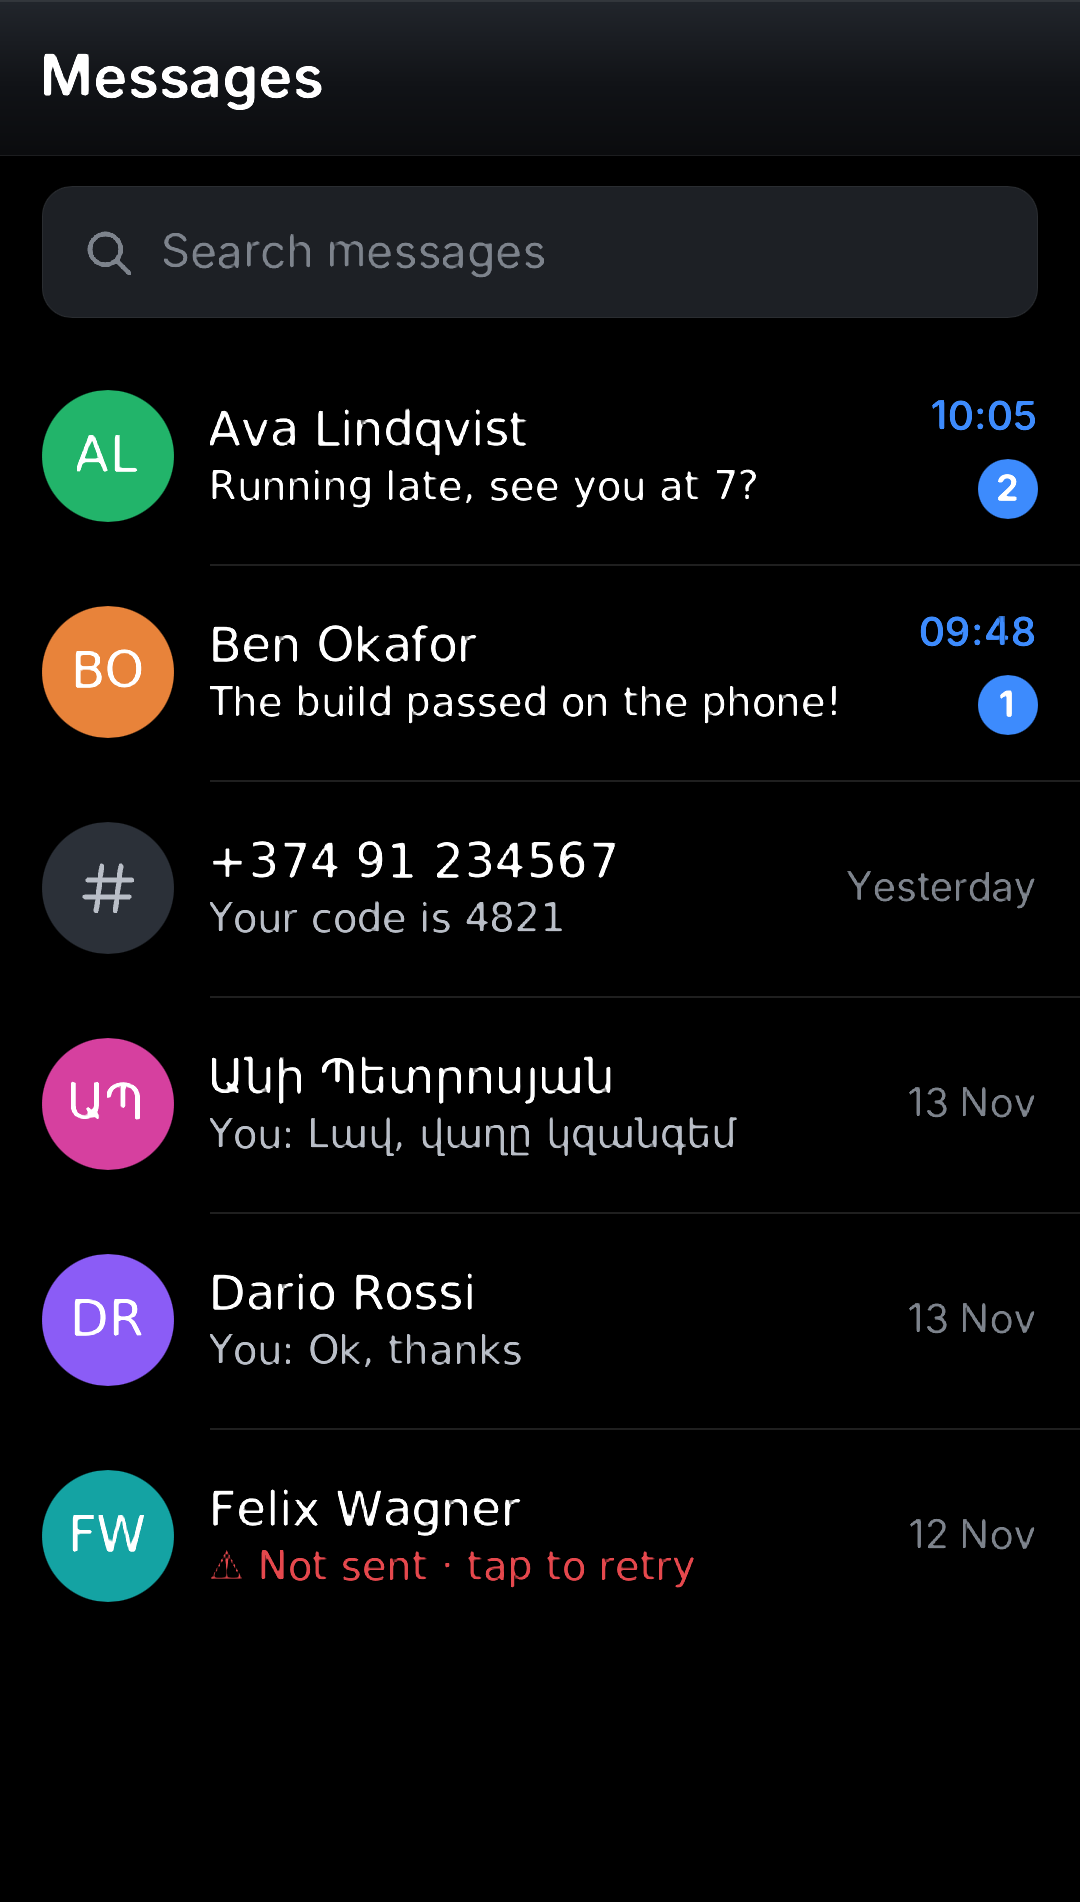 Messages
Search messages
AL
Ava Lindqvist
10:05
Running late, see you at 7?
2
BO
Ben Okafor
09:48
The build passed on the phone!
1
#
+374 91 234567
Your code is 4821
Yesterday
ԱՊ
Անի Պետրոսյան
You: Լավ, վաղը կզանգեմ
13 Nov
DR
Dario Rossi
You: Ok, thanks
13 Nov
FW
Felix Wagner
⚠ Not sent · tap to retry
12 Nov